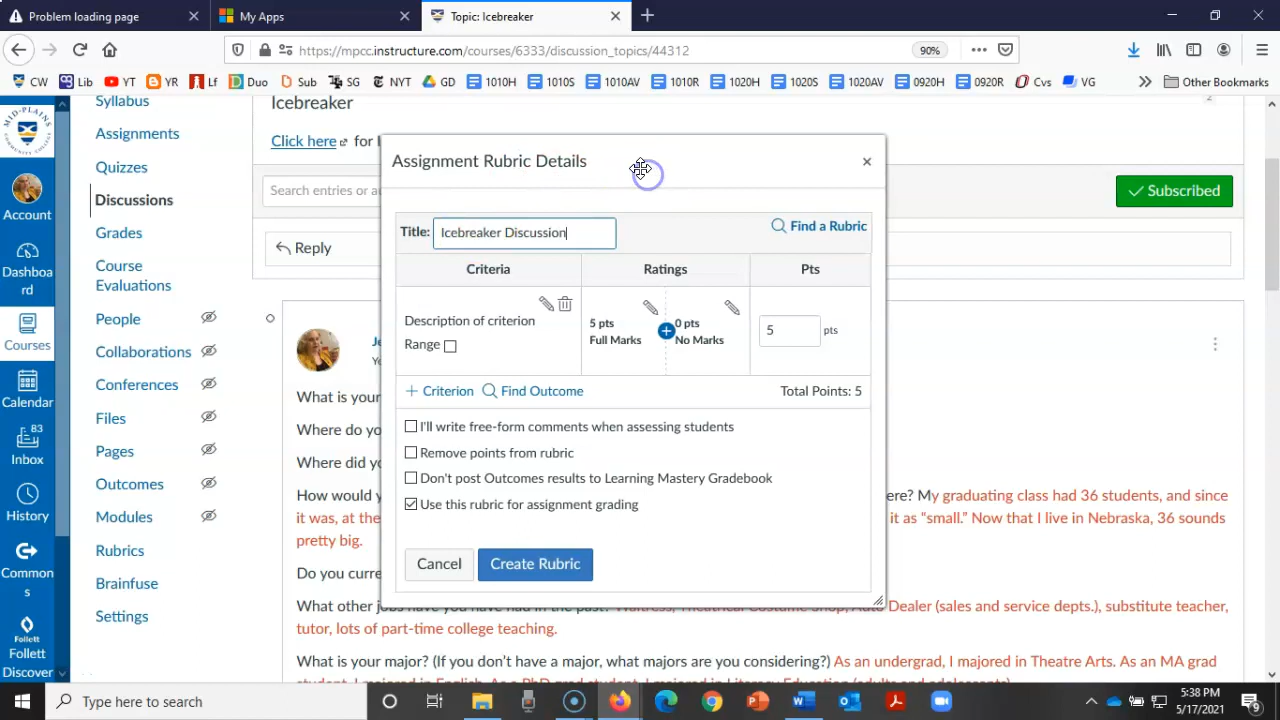 Problem loading page
My Apps
Topic: Icebreaker
https://mpcc.instructure.com/courses/6333/discussion_topics/44312
90%
CW Lib YT YR Lf Duo Sub SG NYT GD 1010H 1010S 1010AV 1010R 1020H 1020S 1020AV 0920H 0920R Cvs VG Other Bookmarks
MID-PLAINS
Account
Dashboa
rd
Courses
Calendar
83
Inbox
History
Common
s
Follett
Follett
Discover
Syllabus
Assignments
Quizzes
Discussions
Grades
Course
Evaluations
People
Collaborations
Conferences
Files
Pages
Outcomes
Modules
Rubrics
Brainfuse
Settings
Icebreaker
Click here for
Search entries or a
Subscribed
Reply
Assignment Rubric Details
Title: Icebreaker Discussion
Find a Rubric
Criteria Ratings Pts
Description of criterion
Range
5 pts
Full Marks
0 pts
No Marks
5 pts
+ Criterion Find Outcome Total Points: 5
I'll write free-form comments when assessing students
Remove points from rubric
Don't post Outcomes results to Learning Mastery Gradebook
Use this rubric for assignment grading
Cancel Create Rubric
Je
What is your
Where do yo
Where did yo
How would y ere? My graduating class had 36 students, and since
it was, at the it as “small.” Now that I live in Nebraska, 36 sounds
pretty big.
Do you curre
What other jobs have you have had in the past? Waitress, Theatrical Costume Shop, Auto Dealer (sales and service depts.), substitute teacher,
tutor, lots of part-time college teaching.
What is your major? (If you don't have a major, what majors are you considering?) As an undergrad, I majored in Theatre Arts. As an MA grad
Type here to search
5:38 PM
5/17/2021
9